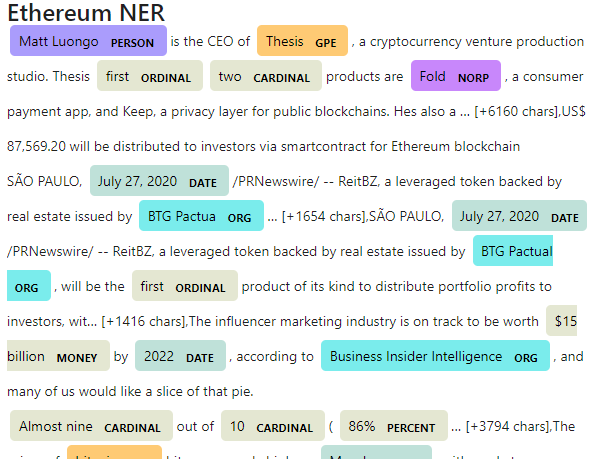 Ethereum NER
Matt Luongo PERSON is the CEO of Thesis GPE , a cryptocurrency venture production
studio. Thesis first ORDINAL two CARDINAL products are Fold NORP , a consumer
payment app, and Keep, a privacy layer for public blockchains. Hes also a ... [+6160 chars],US$
87,569.20 will be distributed to investors via smartcontract for Ethereum blockchain
SÃO PAULO, July 27, 2020 DATE /PRNewswire/ -- ReitBZ, a leveraged token backed by
real estate issued by BTG Pactua ORG ... [+1654 chars],SÃO PAULO, July 27, 2020 DATE
/PRNewswire/ -- ReitBZ, a leveraged token backed by real estate issued by BTG Pactual
ORG , will be the first ORDINAL product of its kind to distribute portfolio profits to
investors, wit... [+1416 chars],The influencer marketing industry is on track to be worth $15
billion MONEY by 2022 DATE , according to Business Insider Intelligence ORG , and
many of us would like a slice of that pie.
Almost nine CARDINAL out of 10 CARDINAL ( 86% PERCENT ... [+3794 chars],The